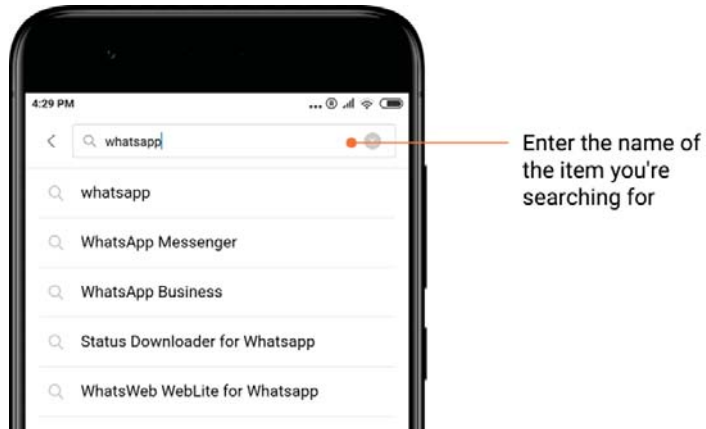 4:29 PM
whatsapp
Enter the name of
the item you're
searching for
whatsapp
WhatsApp Messenger
WhatsApp Business
Status Downloader for Whatsapp
WhatsWeb WebLite for Whatsapp